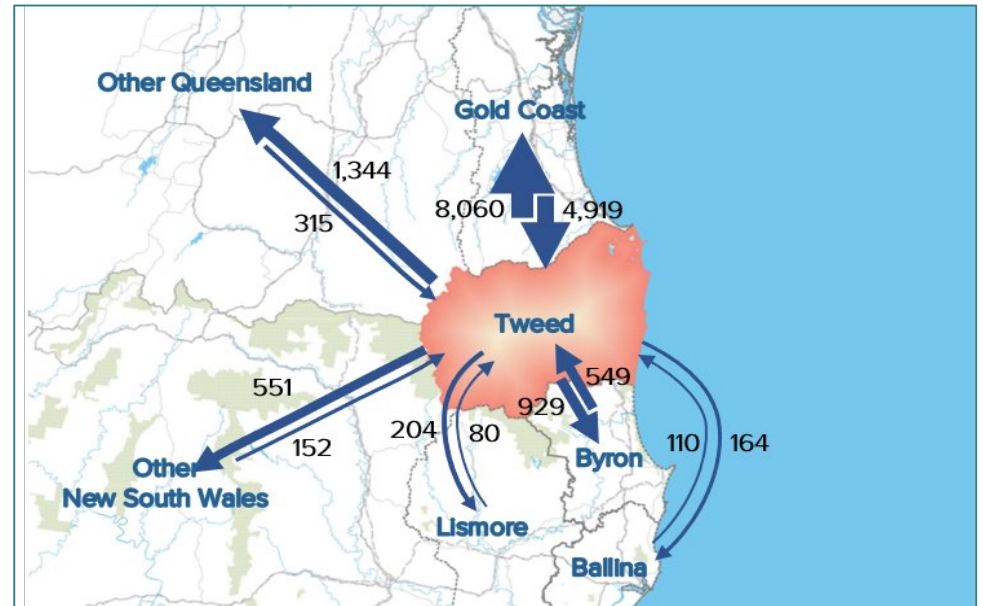 Other Queensland
Gold Coast
1,344
315
8,060
4,919
Tweed
551
152
204
80
929
549
110
164
Other
New South Wales
Byron
Lismore
Ballina